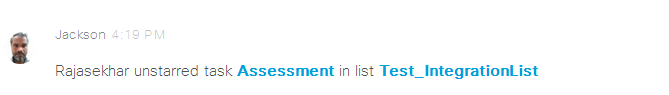 Jackson 4:19 PM
Rajasekhar unstarred task Assessment in list Test_IntegrationList